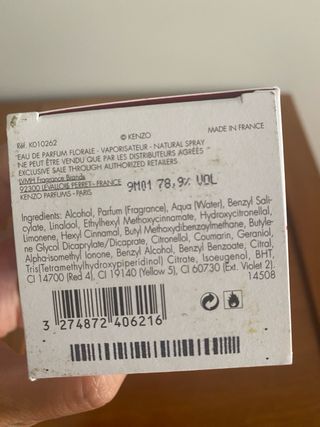 Réf. K010262
© KENZO
MADE IN FRANCE
"EAU DE PARFUM FLORALE - VAPORISATEUR - NATURAL SPRAY
NE PEUT ÊTRE VENDU QUE PAR LES DISTRIBUTEURS AGRÉÉS
EXCLUSIVE SALE THROUGH AUTHORIZED RETAILERS
LVMH Fragrance Brands
92300 LEVALLOIS PERRET - FRANCE
KENZO PARFUMS - PARIS
9M01 78,9% VOL
Ingredients: Alcohol, Parfum (Fragrance), Aqua (Water), Benzyl Sali-
cylate, Linalool, Ethylhexyl Methoxycinnamate, Hydroxycitronellal,
Limonene, Hexyl Cinnamal, Butyl Methoxydibenzoylmethane, Butyle-
ne Glycol Dicaprylate/Dicaprate, Citronellol, Coumarin, Geraniol,
Alpha-isomethyl Ionone, Benzyl Alcohol, Benzyl Benzoate, Citral,
Tris(Tetramethylhydroxypiperidinol) Citrate, Isoeugenol, BHT,
CI 14700 (Red 4), CI 19140 (Yellow 5), CI 60730 (Ext. Violet 2).
14508
3 274872 406216